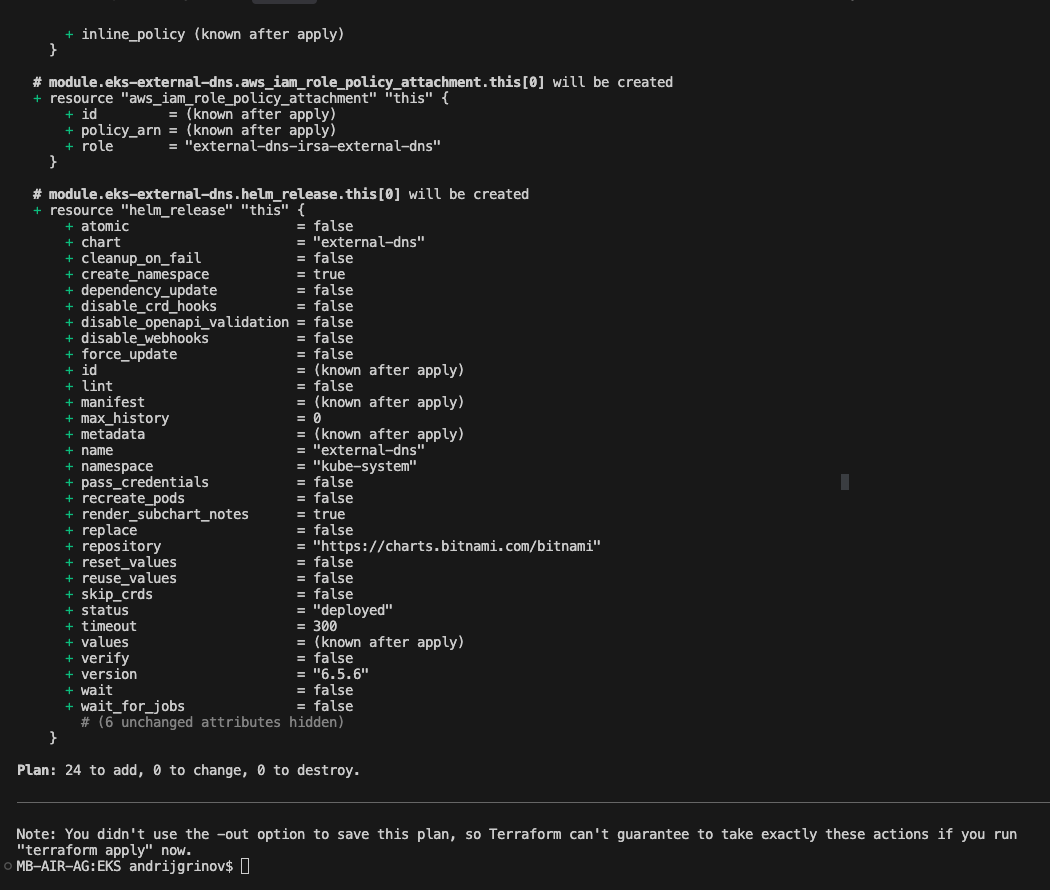 + inline_policy (known after apply)
}
# module.eks-external-dns.aws_iam_role_policy_attachment.this[0] will be created
+ resource "aws_iam_role_policy_attachment" "this" {
+ id = (known after apply)
+ policy_arn = (known after apply)
+ role = "external-dns-irsa-external-dns"
}
# module.eks-external-dns.helm_release.this[0] will be created
+ resource "helm_release" "this" {
+ atomic = false
+ chart = "external-dns"
+ cleanup_on_fail = false
+ create_namespace = true
+ dependency_update = false
+ disable_crd_hooks = false
+ disable_openapi_validation = false
+ disable_webhooks = false
+ force_update = false
+ id = (known after apply)
+ lint = false
+ manifest = (known after apply)
+ max_history = 0
+ metadata = (known after apply)
+ name = "external-dns"
+ namespace = "kube-system"
+ pass_credentials = false
+ recreate_pods = false
+ render_subchart_notes = true
+ replace = false
+ repository = "https://charts.bitnami.com/bitnami"
+ reset_values = false
+ reuse_values = false
+ skip_crds = false
+ status = "deployed"
+ timeout = 300
+ values = (known after apply)
+ verify = false
+ version = "6.5.6"
+ wait = false
+ wait_for_jobs = false
# (6 unchanged attributes hidden)
}
Plan: 24 to add, 0 to change, 0 to destroy.
Note: You didn't use the -out option to save this plan, so Terraform can't guarantee to take exactly these actions if you run
"terraform apply" now.
MB-AIR-AG:EKS andrijgrinov$